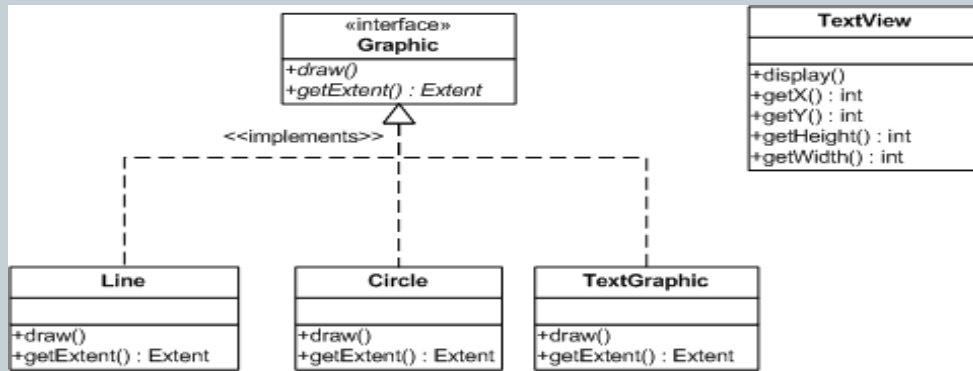 «interface»
Graphic
+draw()
+getExtent() : Extent
TextView
+display()
+getX() : int
+getY() : int
+getHeight() : int
+getWidth() : int
<<implements>>
Line
+draw()
+getExtent() : Extent
Circle
+draw()
+getExtent() : Extent
TextGraphic
+draw()
+getExtent() : Extent